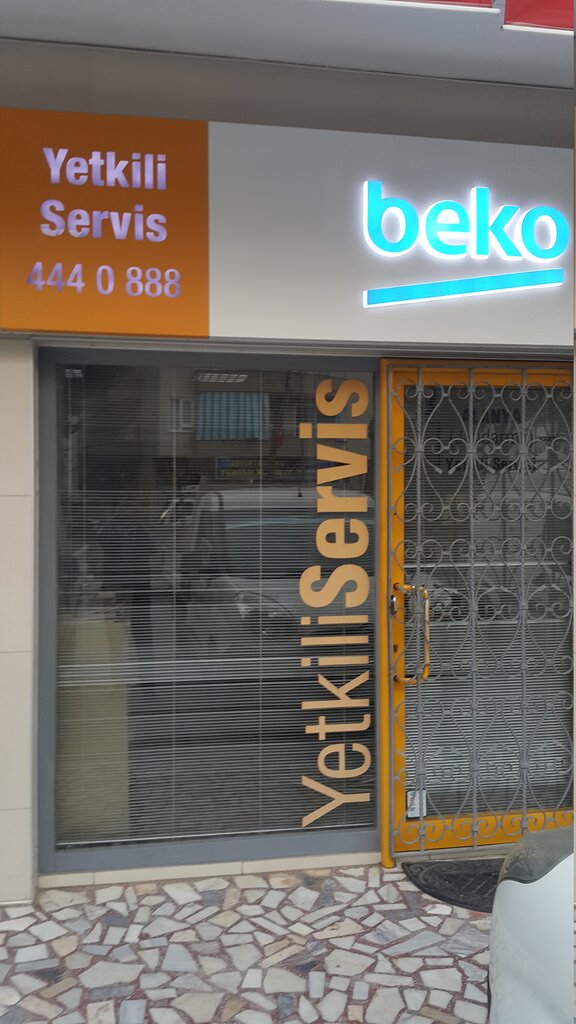 Yetkili
Servis
444 0 888
beko
YetkiliServis